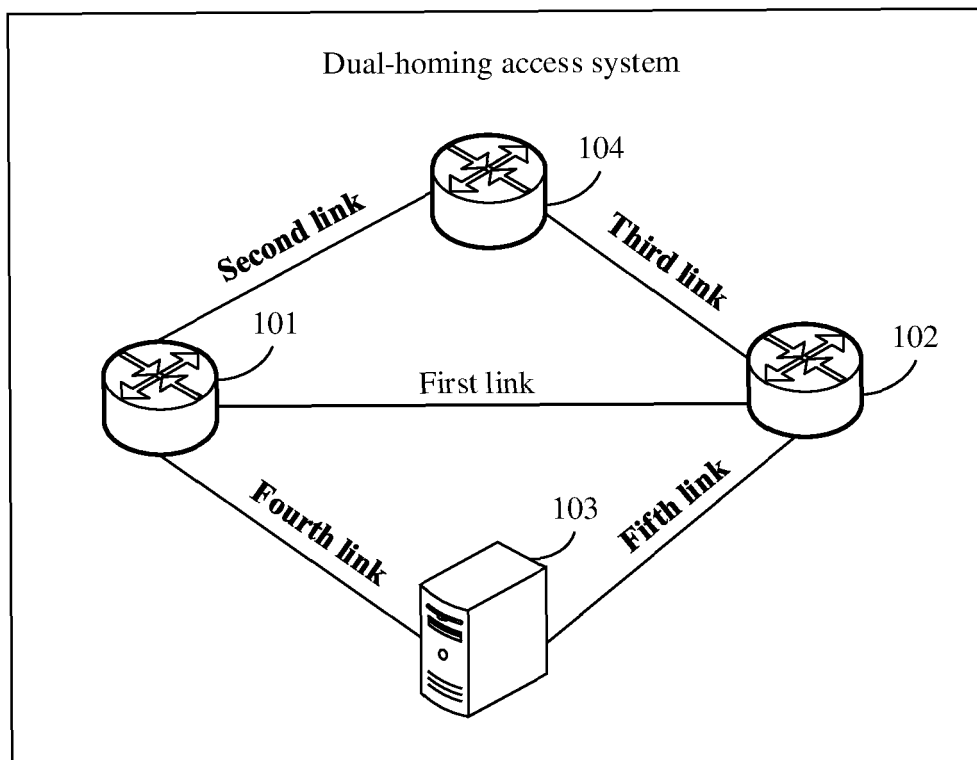 Dual-homing access system
104
Second link
Third link
101
102
First link
Fourth link
103
Fifth link